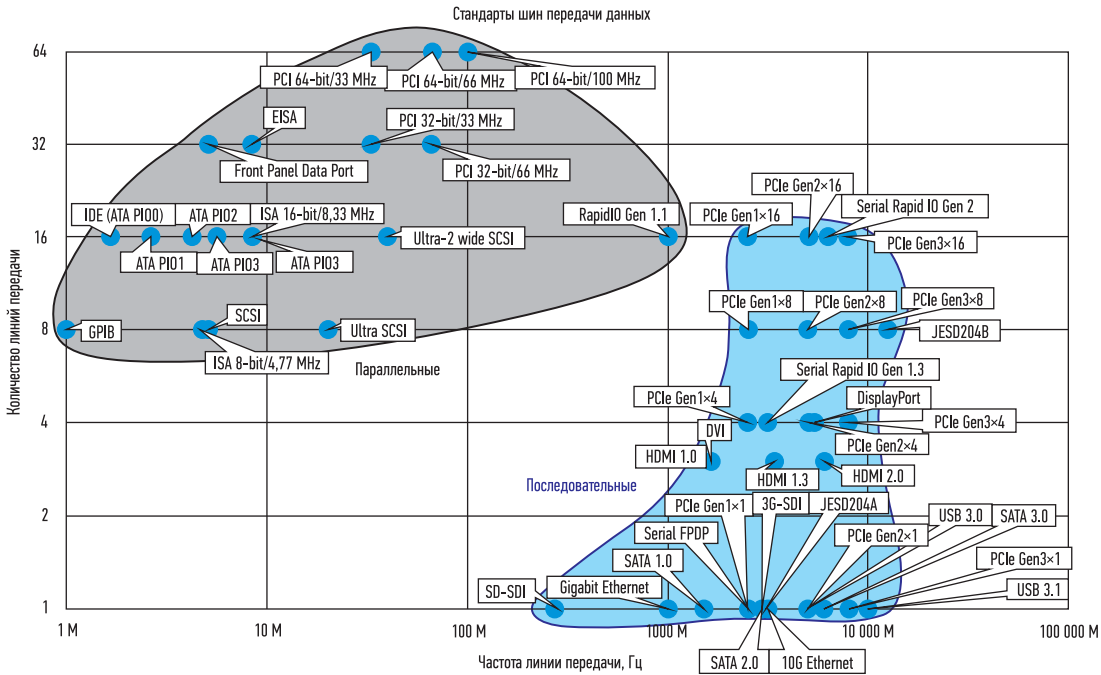 Стандарты шин передачи данных
Количество линий передачи
64
PCI 64-bit/33 MHz
PCI 64-bit/66 MHz
PCI 64-bit/100 MHz
EISA
PCI 32-bit/33 MHz
32
Front Panel Data Port
PCI 32-bit/66 MHz
PCIe Gen2×16
IDE (ATA PIO0)
ATA PIO2
ISA 16-bit/8,33 MHz
RapidIO Gen 1.1
PCIe Gen1×16
Serial Rapid IO Gen 2
16
Ultra-2 wide SCSI
PCIe Gen3×16
ATA PIO1
ATA PIO3
ATA PIO3
SCSI
PCIe Gen1×8
PCIe Gen2×8
PCIe Gen3×8
8
GPIB
Ultra SCSI
JESD204B
ISA 8-bit/4,77 MHz
Параллельные
Serial Rapid IO Gen 1.3
PCIe Gen1×4
DisplayPort
4
PCIe Gen3×4
DVI
PCIe Gen2×4
HDMI 1.0
HDMI 1.3
HDMI 2.0
Последовательные
PCIe Gen1×1
3G-SDI
JESD204A
USB 3.0
SATA 3.0
2
Serial FPDP
PCIe Gen2×1
SATA 1.0
PCIe Gen3×1
SD-SDI
Gigabit Ethernet
USB 3.1
1
1 М
10 М
100 М
1000 М
10 000 М
100 000 М
Частота линии передачи, Гц
SATA 2.0
10G Ethernet